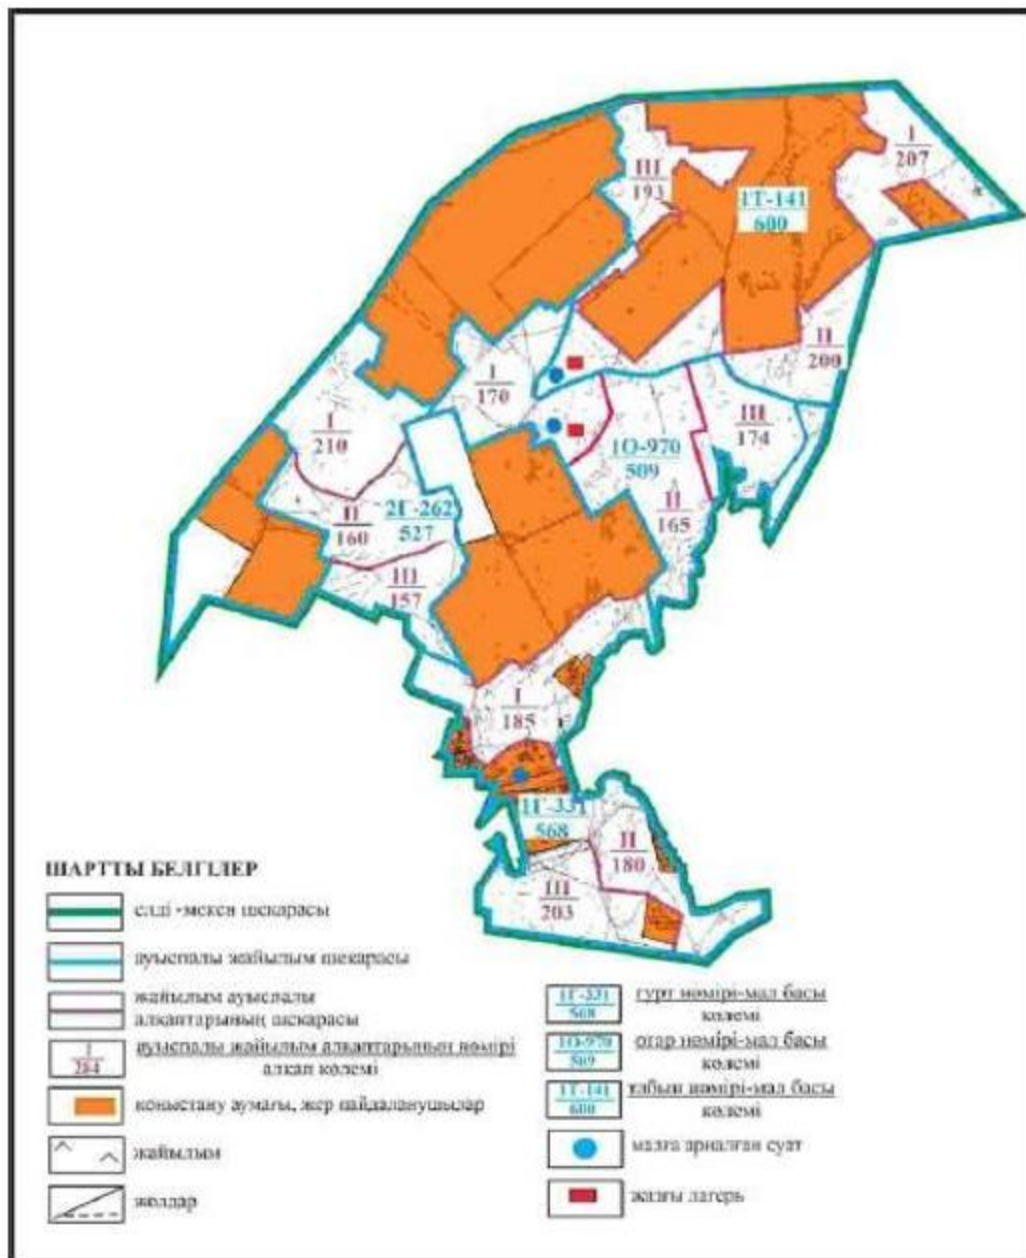 I
207
III
193
1Т-141
600
II
200
I
170
III
174
I
210
1О-970
509
II
160
2Г-262
527
II
165
III
157
I
185
1Г-331
568
II
180
III
203
ШАРТТЫ БЕЛГІЛЕР
елді -мекен шекарасы
ауыспалы жайылым шекарасы
жайылым ауыспалы
алқаптарының шекарасы
I
284
ауыспалы жайылым алқаптарының нөмірі
алқап көлемі
қоныстану аумағы, жер пайдаланушылар
жайылым
жолдар
1Г-331
568
гурт нөмірі-мал басы
көлемі
1О-970
509
отар нөмірі-мал басы
көлемі
1Т-141
600
табын нөмірі-мал басы
көлемі
малға арналған суат
жазғы лагерь